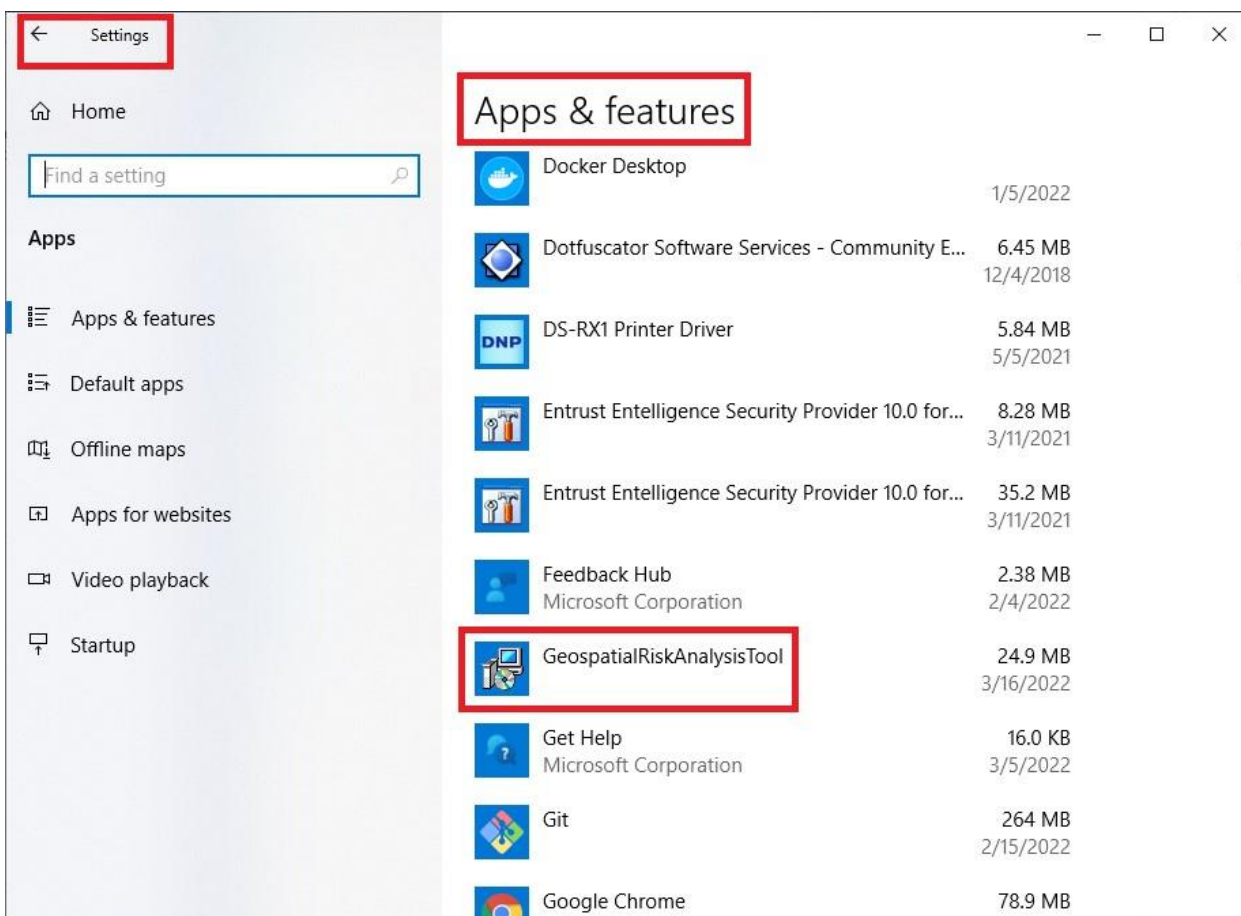 Settings
Home
Find a setting
Apps
Apps & features
Default apps
Offline maps
Apps for websites
Video playback
Startup
Apps & features
Docker Desktop
1/5/2022
Dotfuscator Software Services - Community E... 6.45 MB
12/4/2018
DNP
DS-RX1 Printer Driver 5.84 MB
5/5/2021
Entrust Entelligence Security Provider 10.0 for... 8.28 MB
3/11/2021
Entrust Entelligence Security Provider 10.0 for... 35.2 MB
3/11/2021
Feedback Hub 2.38 MB
Microsoft Corporation 2/4/2022
GeospatialRiskAnalysisTool 24.9 MB
3/16/2022
Get Help 16.0 KB
Microsoft Corporation 3/5/2022
Git 264 MB
2/15/2022
Google Chrome 78.9 MB